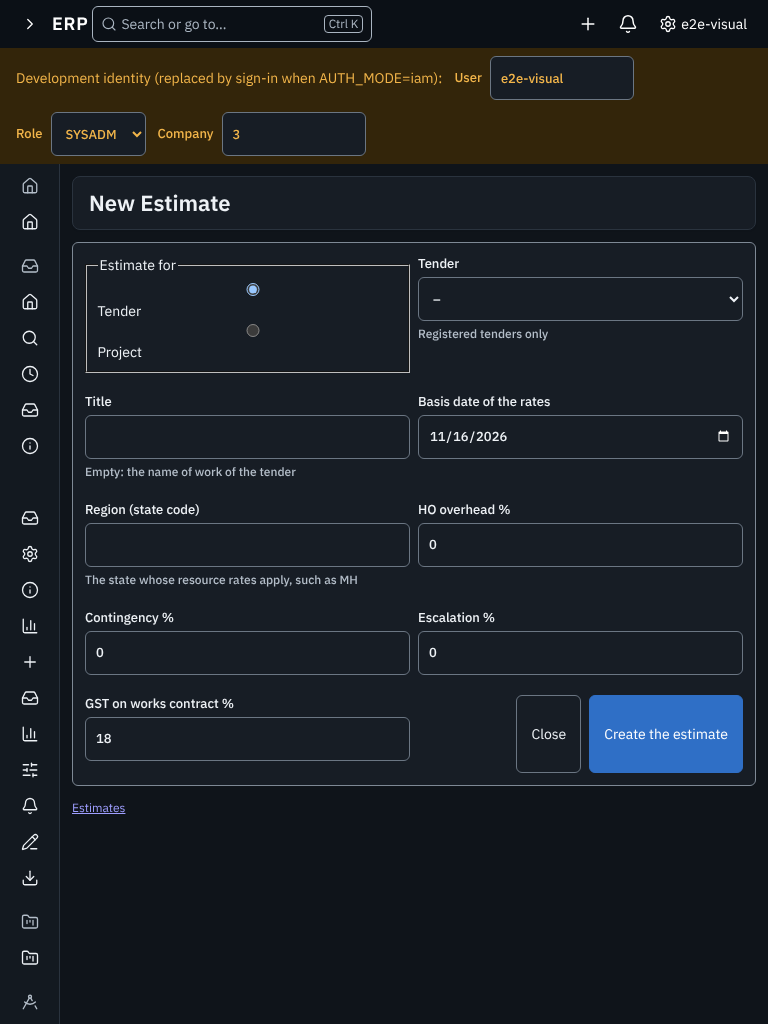 ERP
Search or go to...
Ctrl K
e2e-visual
Development identity (replaced by sign-in when AUTH_MODE=iam):
User
e2e-visual
Role
SYSADM
Company
3
New Estimate
Estimate for
Tender
Project
Tender
–
Registered tenders only
Title
Empty: the name of work of the tender
Basis date of the rates
11/16/2026
Region (state code)
The state whose resource rates apply, such as MH
HO overhead %
0
Contingency %
0
Escalation %
0
GST on works contract %
18
Close
Create the estimate
Estimates